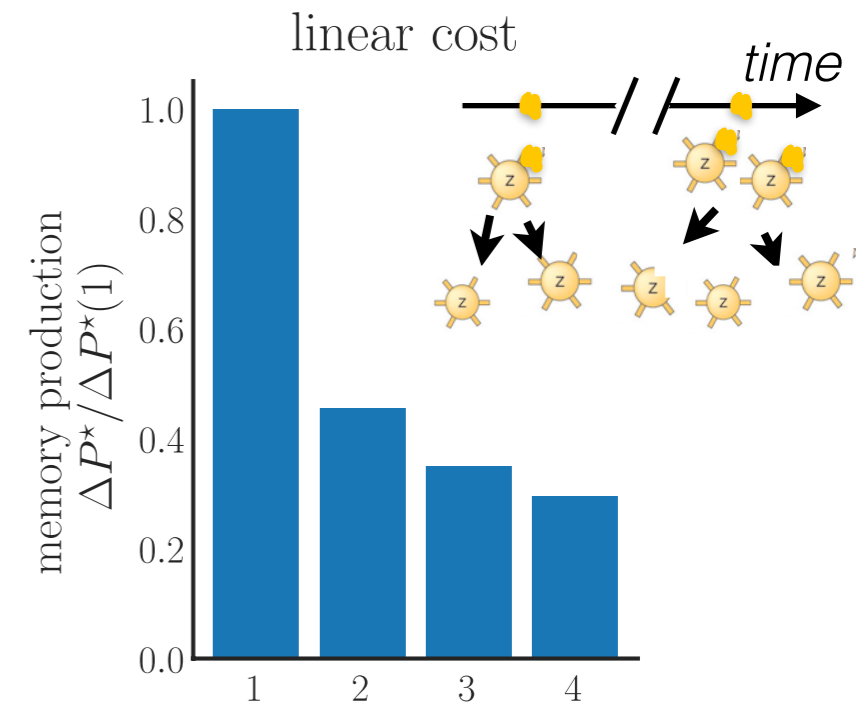 linear cost
time
memory production
ΔP⋆/ΔP⋆(1)
1.0
0.8
0.6
0.4
0.2
0.0
1 2 3 4
z
z
z
z
z
z
z
z